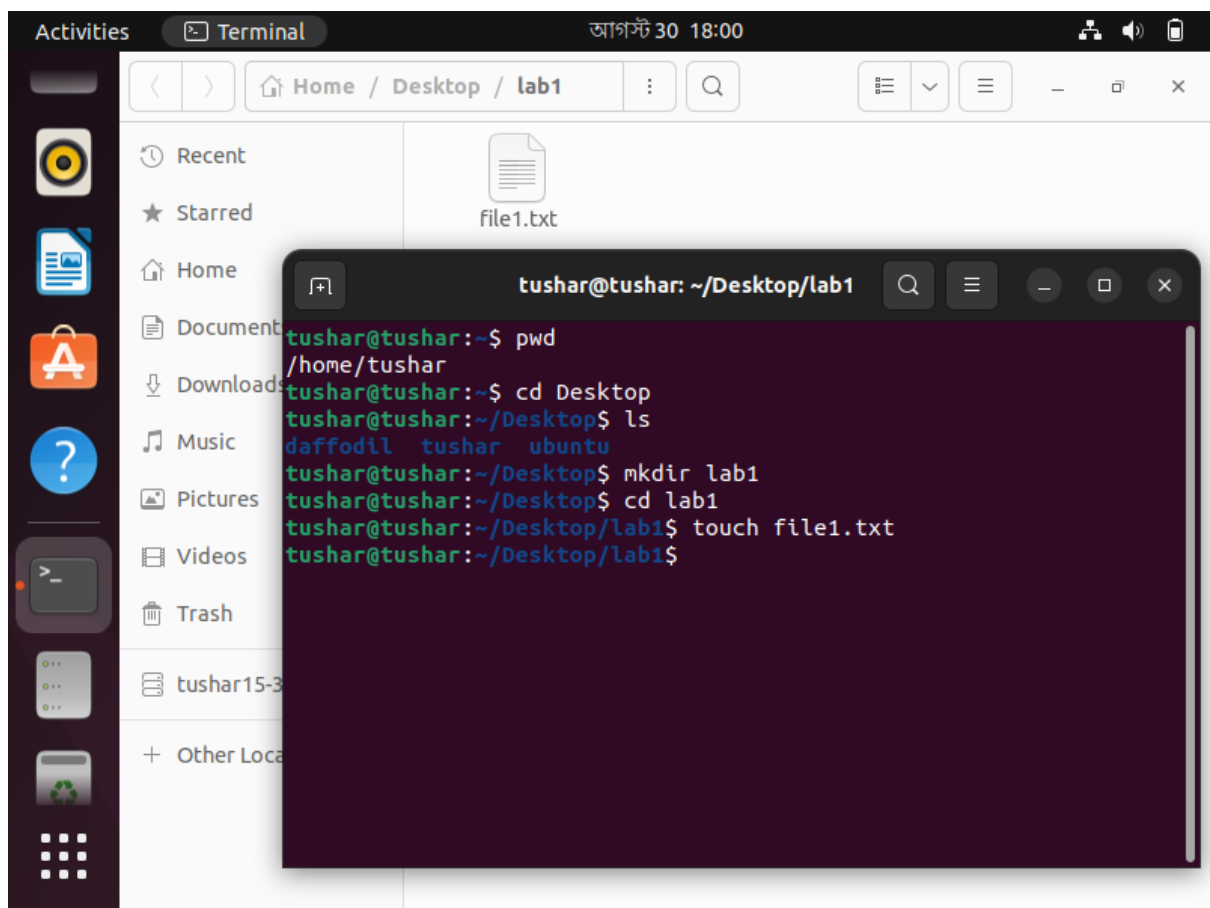 Activities Terminal আগস্ট 30 18:00
Home / Desktop / lab1
Recent
file1.txt
Starred
Home
tushar@tushar: ~/Desktop/lab1
Document
Downloads
Music
Pictures
Videos
Trash
tushar15-3
+ Other Loca
tushar@tushar:~$ pwd
/home/tushar
tushar@tushar:~$ cd Desktop
tushar@tushar:~/Desktop$ ls
daffodil tushar ubuntu
tushar@tushar:~/Desktop$ mkdir lab1
tushar@tushar:~/Desktop$ cd lab1
tushar@tushar:~/Desktop/lab1$ touch file1.txt
tushar@tushar:~/Desktop/lab1$